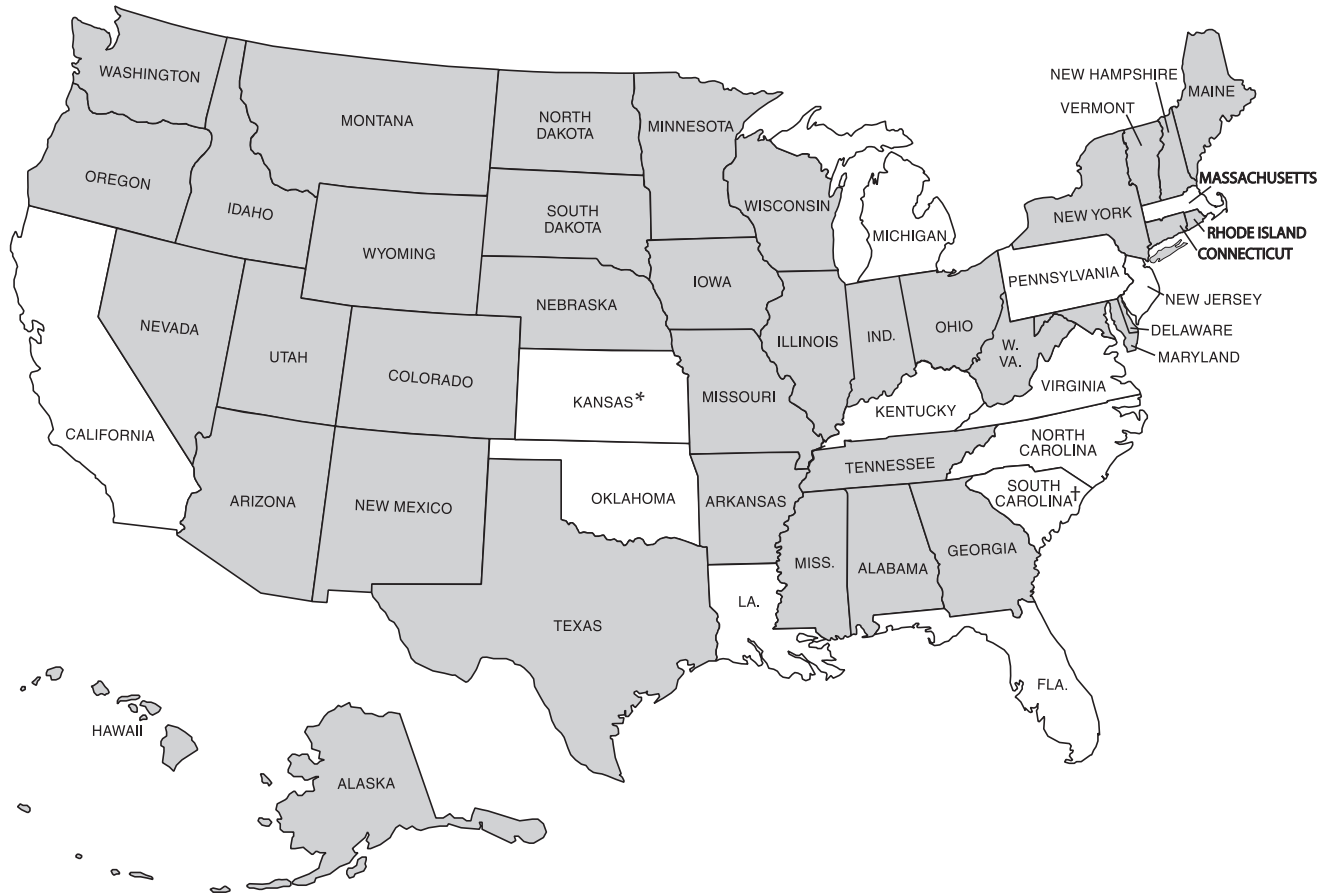 WASHINGTON
MONTANA
NORTH
DAKOTA
MINNESOTA
NEW HAMPSHIRE
VERMONT
MAINE
OREGON
IDAHO
SOUTH
DAKOTA
WISCONSIN
MICHIGAN
NEW YORK
MASSACHUSETTS
RHODE ISLAND
CONNECTICUT
WYOMING
IOWA
PENNSYLVANIA
NEBRASKA
NEW JERSEY
NEVADA
UTAH
ILLINOIS
IND.
OHIO
DELAWARE
W.
VA.
MARYLAND
COLORADO
KANSAS*
MISSOURI
KENTUCKY
VIRGINIA
CALIFORNIA
NORTH
CAROLINA
TENNESSEE
ARIZONA
NEW MEXICO
OKLAHOMA
ARKANSAS
SOUTH
CAROLINA†
MISS.
ALABAMA
GEORGIA
LA.
TEXAS
FLA.
HAWAII
ALASKA